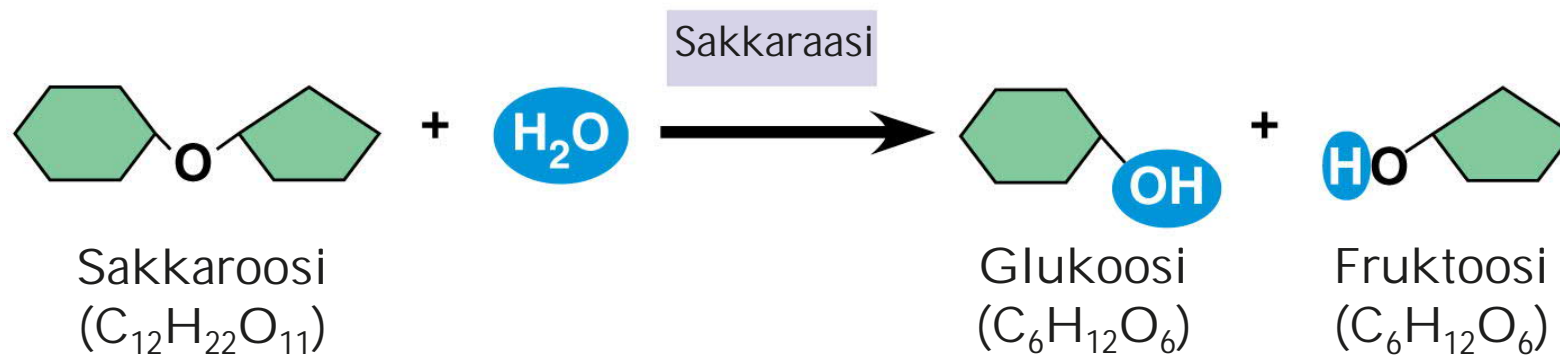 Sakkaraasi
O + H₂O OH + HO
Sakkaroosi Glukoosi Fruktoosi
(C₁₂H₂₂O₁₁) (C₆H₁₂O₆) (C₆H₁₂O₆)